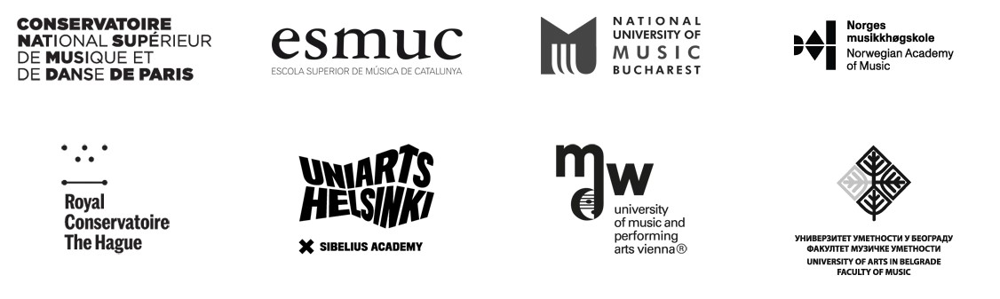 CONSERVATOIRE
NATIONAL SUPÉRIEUR
DE MUSIQUE ET
DE DANSE DE PARIS
esmuc
ESCOLA SUPERIOR DE MÚSICA DE CATALUNYA
NATIONAL
UNIVERSITY OF
MUSIC
BUCHAREST
Norges
musikkhøgskole
Norwegian Academy
of Music
Royal
Conservatoire
The Hague
UNIARTS
HELSINKI
SIBELIUS ACADEMY
mdw
university
of music and
performing
arts vienna®
УНИВЕРЗИТЕТ УМЕТНОСТИ У БЕОГРАДУ
ФАКУЛТЕТ МУЗИЧКЕ УМЕТНОСТИ
UNIVERSITY OF ARTS IN BELGRADE
FACULTY OF MUSIC